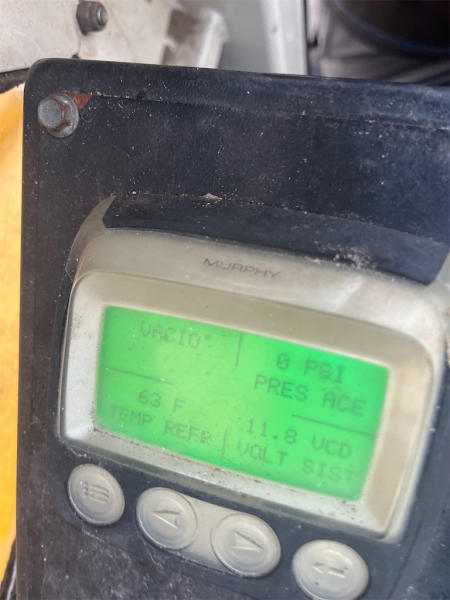 MURPHY
VACIO
0 PSI
PRES ACE
63 F
TEMP REFR
11.8 VCD
VOLT SIST